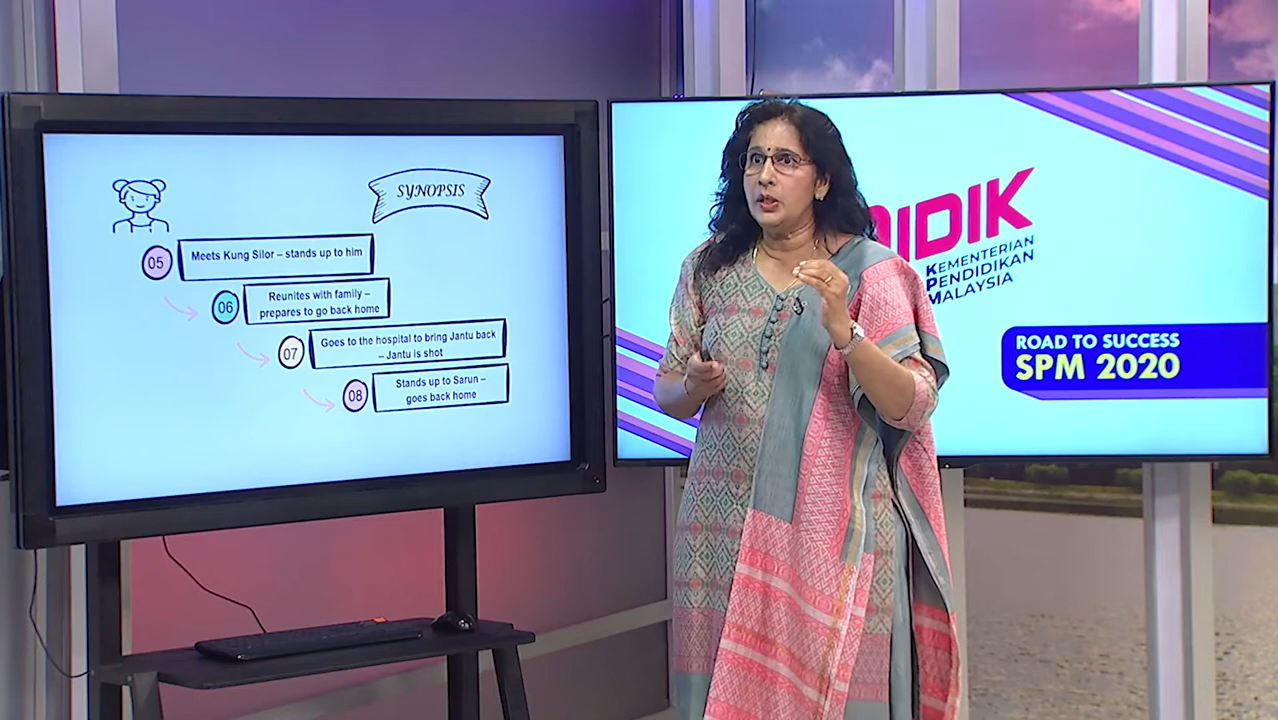 SYNOPSIS
05
Meets Kung Silor – stands up to him
06
Reunites with family –
prepares to go back home
07
Goes to the hospital to bring Jantu back
– Jantu is shot
08
Stands up to Sarun –
goes back home
IDIK
KEMENTERIAN
PENDIDIKAN
MALAYSIA
ROAD TO SUCCESS
SPM 2020